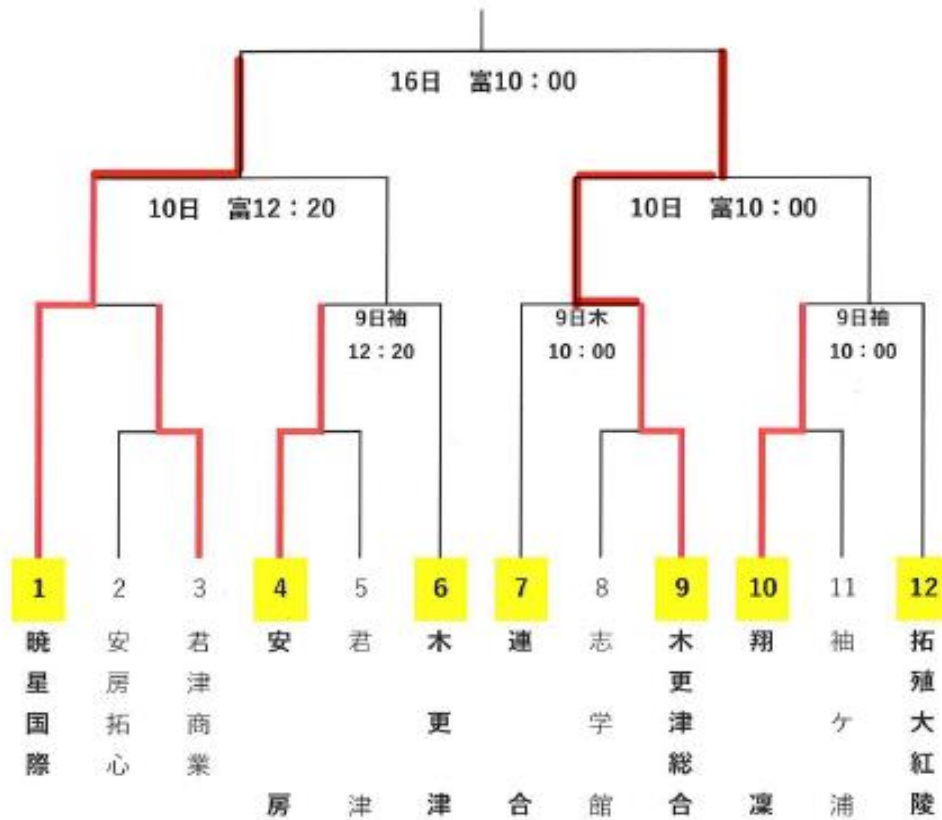 16日 富10:00
10日 富12:20
10日 富10:00
9日袖
12:20
9日木
10:00
9日袖
10:00
1 2 3 4 5 6 7 8 9 10 11 12
暁星国際
安房拓心
君津商業
安房
君津
木更津
連合
志学館
木更津総合
翔凜
袖ケ浦
拓殖大紅陵